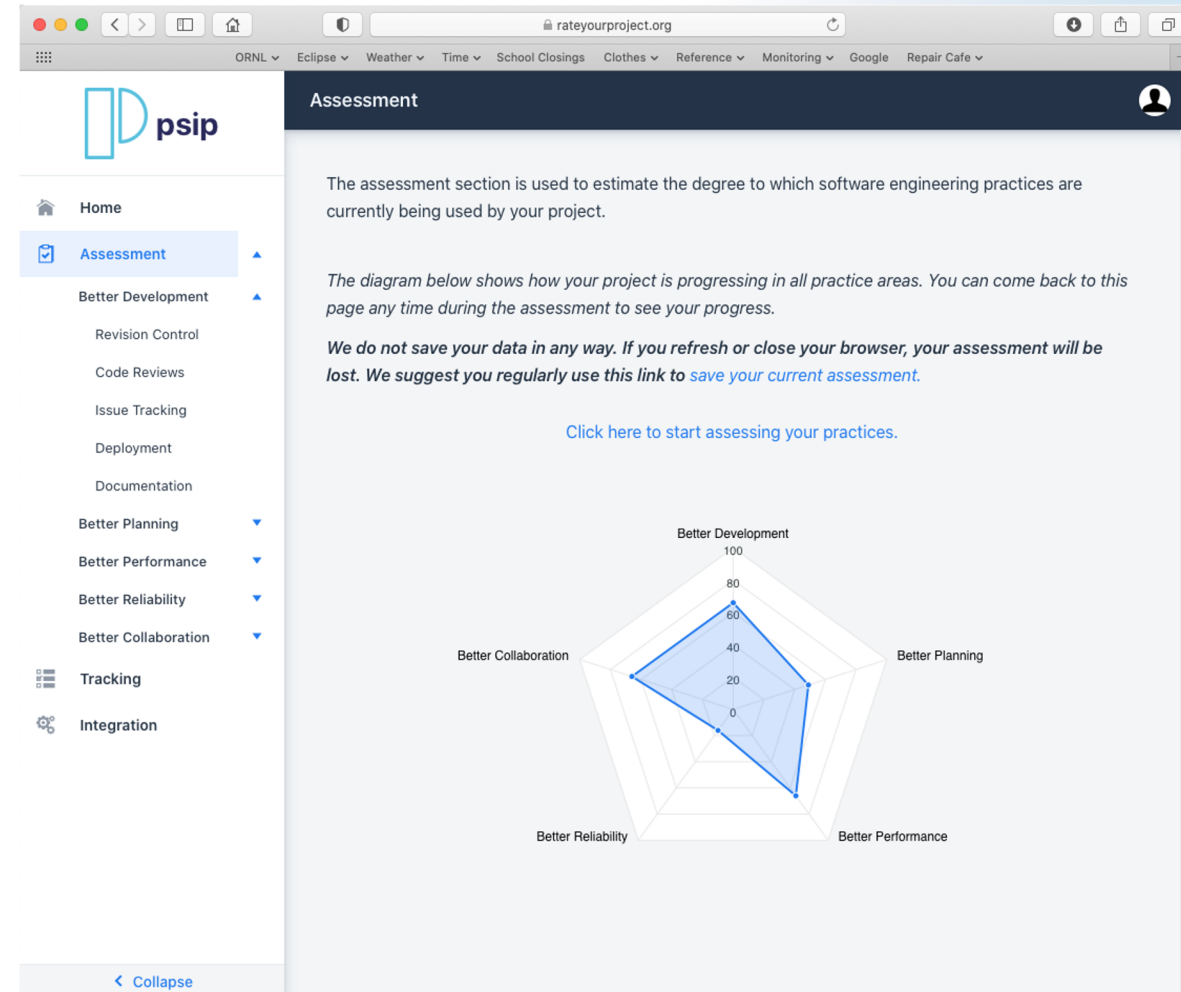 rateyourproject.org
ORNL Eclipse Weather Time School Closings Clothes Reference Monitoring Google Repair Cafe
psip
Assessment
Home
Assessment
Better Development
Revision Control
Code Reviews
Issue Tracking
Deployment
Documentation
Better Planning
Better Performance
Better Reliability
Better Collaboration
Tracking
Integration
Collapse
The assessment section is used to estimate the degree to which software engineering practices are
currently being used by your project.
The diagram below shows how your project is progressing in all practice areas. You can come back to this
page any time during the assessment to see your progress.
We do not save your data in any way. If you refresh or close your browser, your assessment will be
lost. We suggest you regularly use this link to save your current assessment.
Click here to start assessing your practices.
Better Development
100
80
60
40
20
0
Better Collaboration
Better Planning
Better Reliability
Better Performance